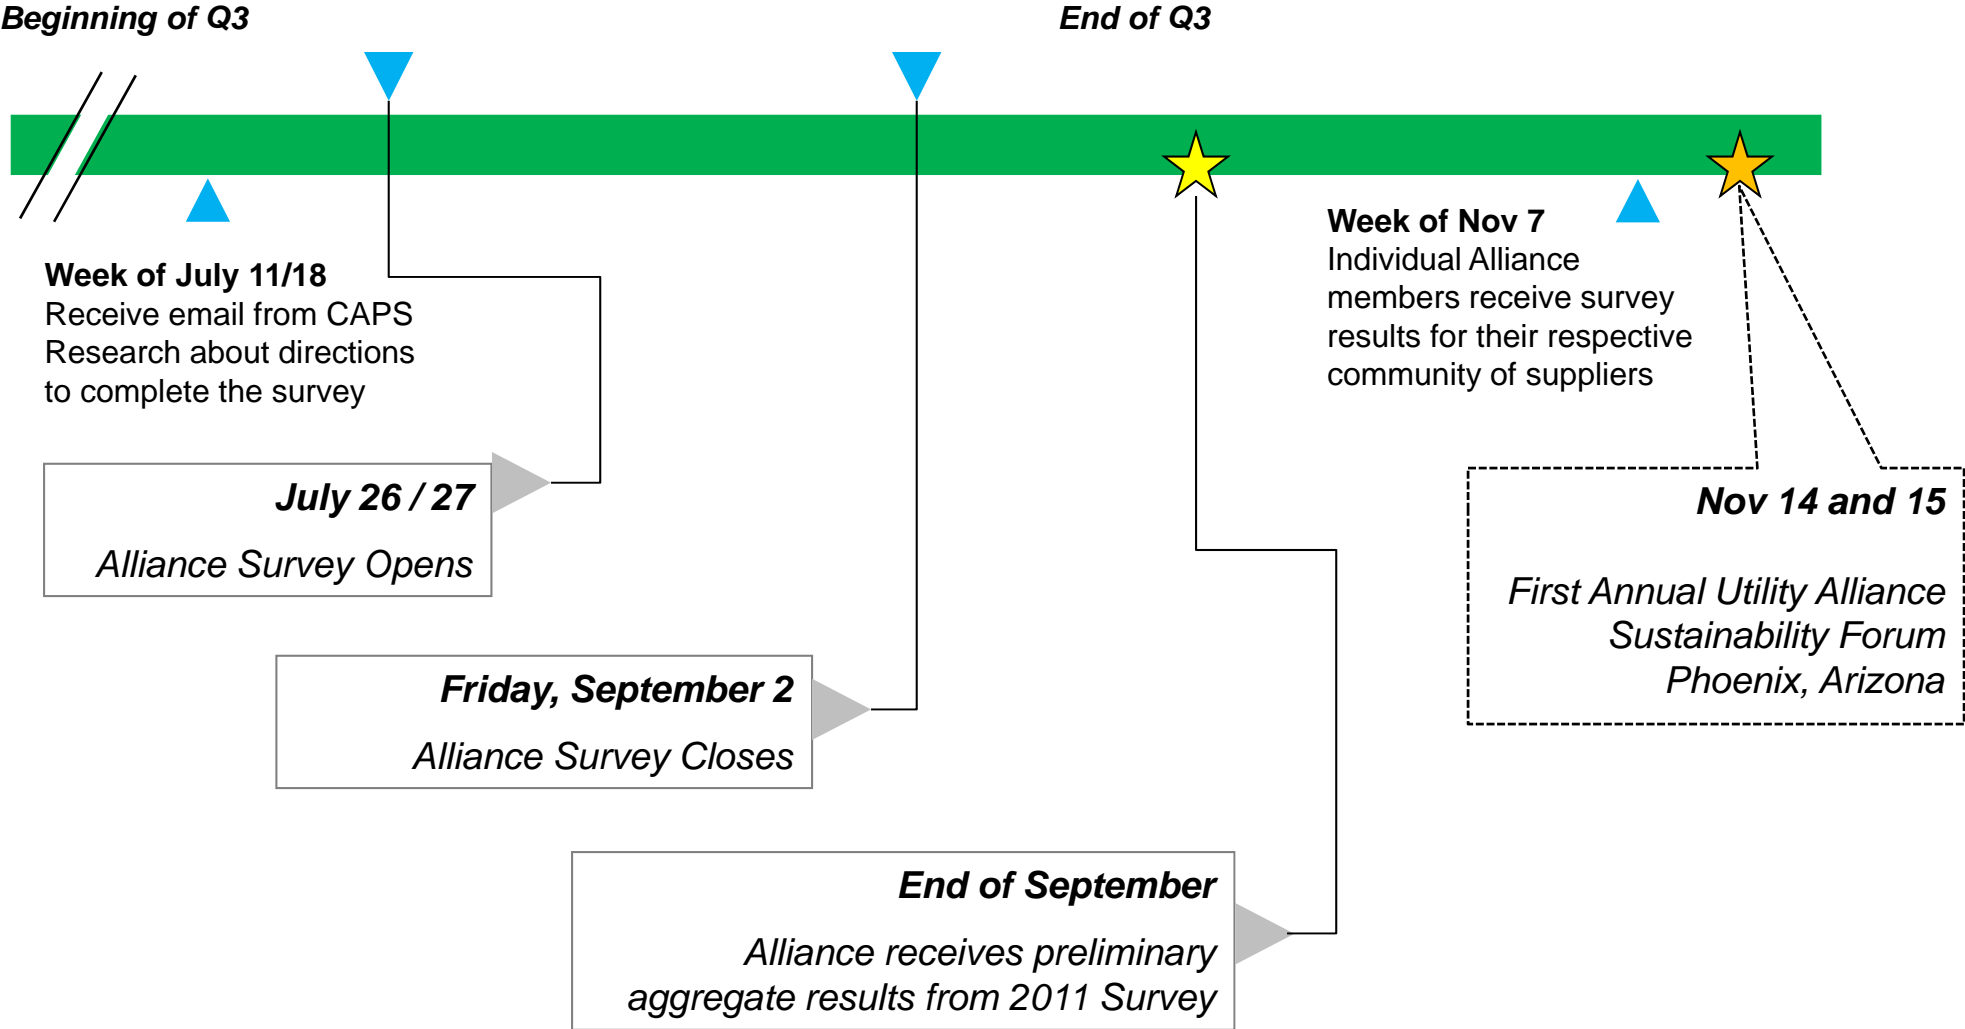 Beginning of Q3
End of Q3
Week of July 11/18
Receive email from CAPS
Research about directions
to complete the survey
Week of Nov 7
Individual Alliance
members receive survey
results for their respective
community of suppliers
July 26 / 27
Alliance Survey Opens
Nov 14 and 15
First Annual Utility Alliance
Sustainability Forum
Phoenix, Arizona
Friday, September 2
Alliance Survey Closes
End of September
Alliance receives preliminary
aggregate results from 2011 Survey